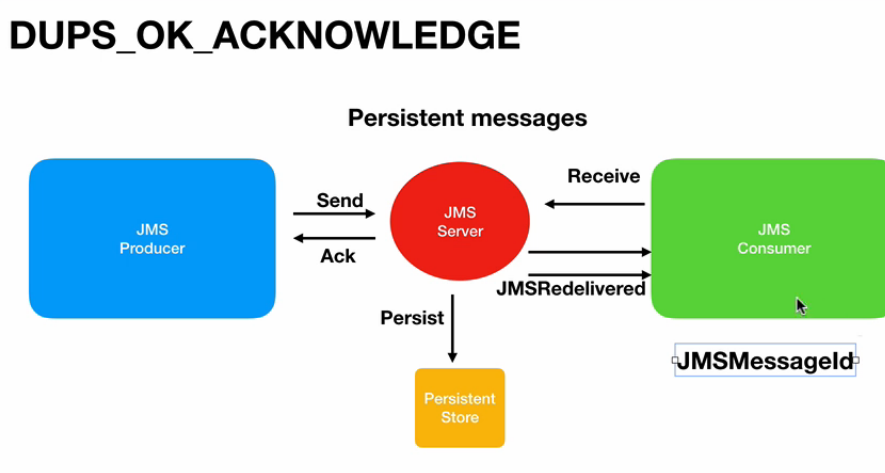 DUPS_OK_ACKNOWLEDGE
Persistent messages
JMS
Producer
Send
Ack
JMS
Server
Receive
JMSRedelivered
JMS
Consumer
Persist
JMSMessageId
Persistent
Store